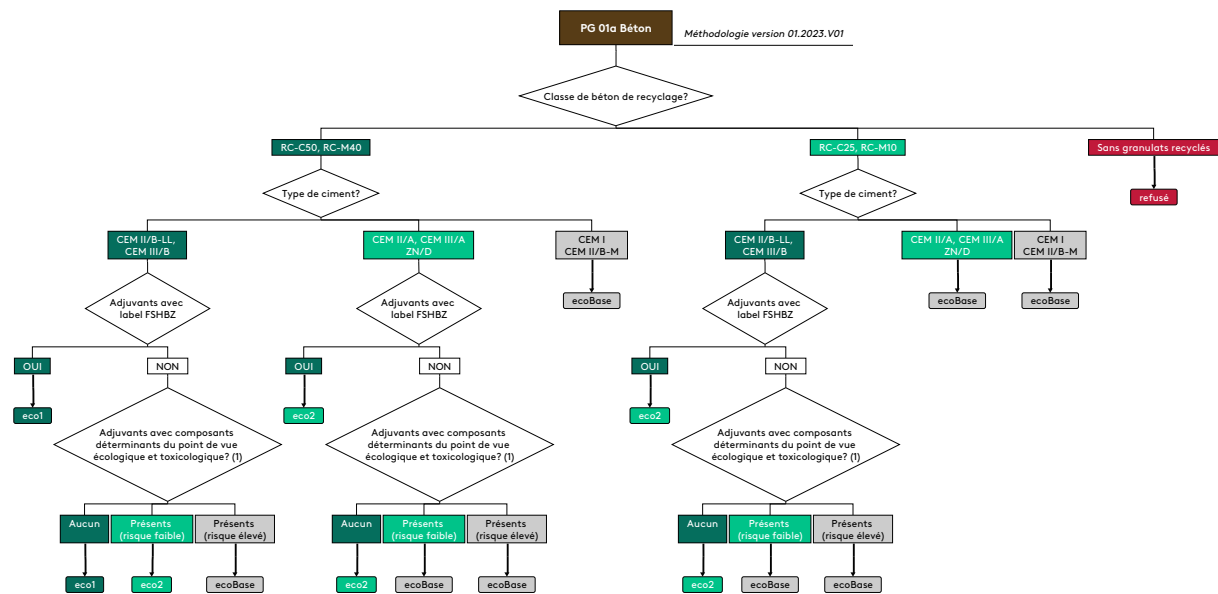 PG 01a Béton
Méthodologie version 01.2023.V01
Classe de béton de recyclage?
RC-C50, RC-M40
RC-C25, RC-M10
Sans granulats recyclés
Type de ciment?
Type de ciment?
refusé
CEM II/B-LL,
CEM III/B
CEM II/A, CEM III/A
ZN/D
CEM I
CEM II/B-M
CEM II/B-LL,
CEM III/B
CEM II/A, CEM III/A
ZN/D
CEM I
CEM II/B-M
Adjuvants avec
label FSHBZ
Adjuvants avec
label FSHBZ
ecoBase
Adjuvants avec
label FSHBZ
ecoBase
ecoBase
OUI
NON
OUI
NON
OUI
NON
eco1
eco2
eco2
Adjuvants avec composants
déterminants du point de vue
écologique et toxicologique? (1)
Adjuvants avec composants
déterminants du point de vue
écologique et toxicologique? (1)
Adjuvants avec composants
déterminants du point de vue
écologique et toxicologique? (1)
Aucun
Présents
(risque faible)
Présents
(risque élevé)
Aucun
Présents
(risque faible)
Présents
(risque élevé)
Aucun
Présents
(risque faible)
Présents
(risque élevé)
eco1
eco2
ecoBase
eco2
ecoBase
ecoBase
eco2
ecoBase
ecoBase